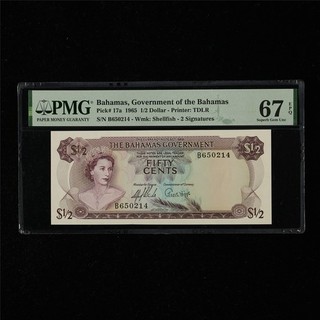 PMG
PAPER MONEY GUARANTY
Bahamas, Government of the Bahamas
Pick# 17a 1965 1/2 Dollar - Printer: TDLR
S/N B650214 - Wmk: Shellfish - 2 Signatures
67 EPQ
Superb Gem Unc
$½ THE BAHAMAS GOVERNMENT $½
B650214
FIFTY
CENTS
B650214
$½ $½